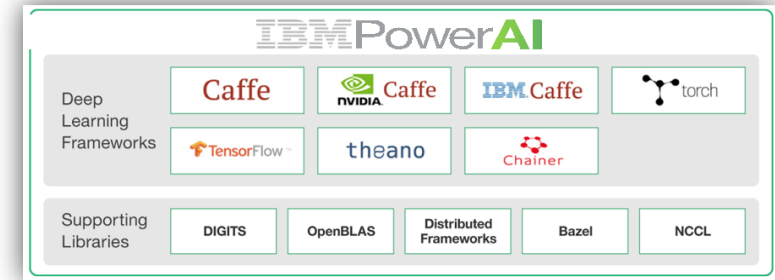 IBM PowerAI
Deep
Learning
Frameworks
Caffe
NVIDIA. Caffe
IBM. Caffe
torch
TensorFlow™
theano
Chainer
Supporting
Libraries
DIGITS
OpenBLAS
Distributed
Frameworks
Bazel
NCCL